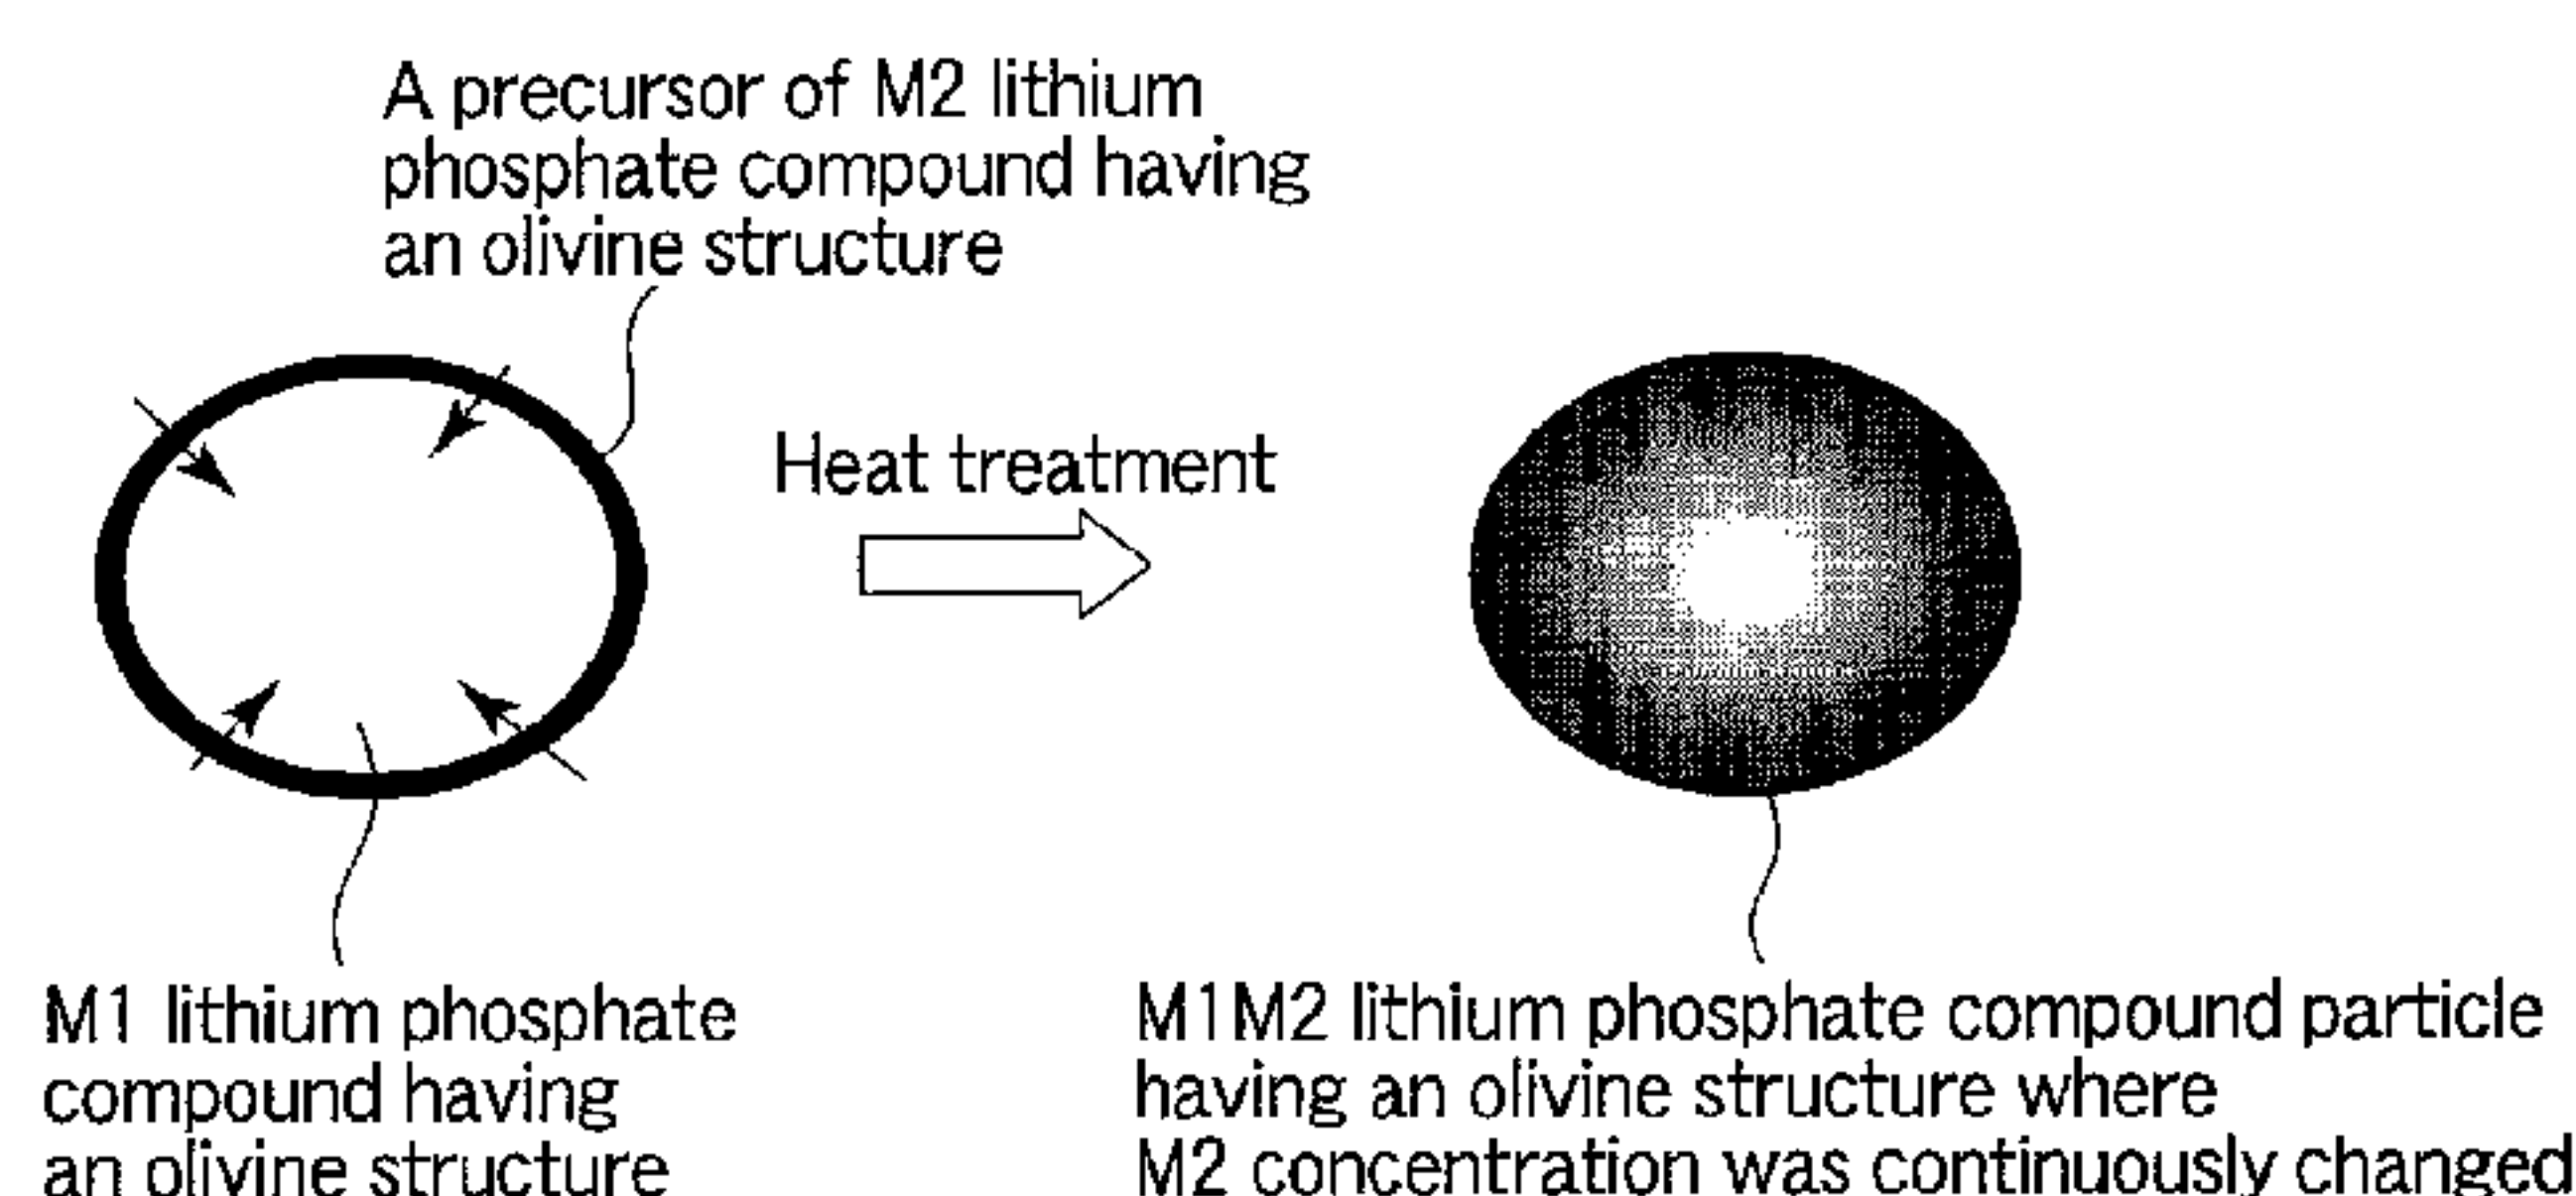 A precursor of M2 lithium
phosphate compound having
an olivine structure
Heat treatment
M1 lithium phosphate
compound having
an olivine structure
M1M2 lithium phosphate compound particle
having an olivine structure where
M2 concentration was continuously changed